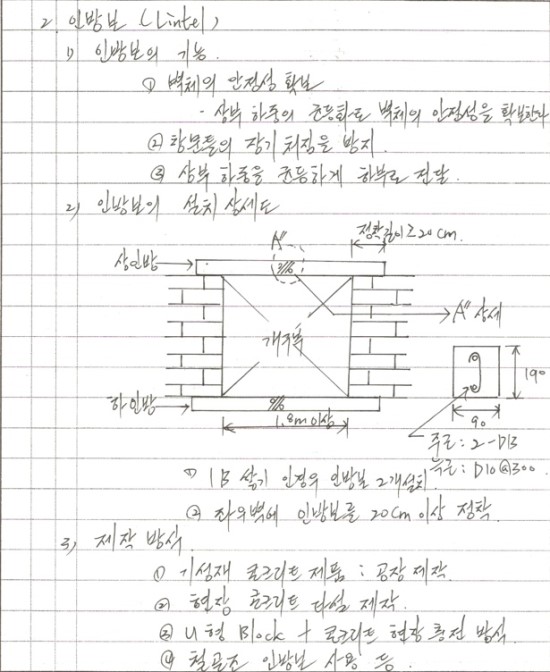 2. 인방보 (Lintel)
1) 인방보의 기능.
① 벽체의 안전성 확보
- 상부 하중의 균등화로 벽체의 안전성을 확보한다
② 창문틀의 장기 처짐을 방지.
③ 상부 하중을 균등하게 하부로 전달.
2) 인방보의 설치 상세도
"A" 정착길이≥20cm.
상인방
개구부
"A" 상세
하인방
1.8m이상
190
90
주근: 2-D13
늑근: D10@300.
① 1B 쌓기 인경우 인방보 2개설치.
② 좌우벽에 인방보를 20cm 이상 정착.
3) 제작 방식.
① 기성재 콘크리트 제품 : 공장 제작.
② 현장 콘크리트 타설 제작.
③ U형 Block + 콘크리트 현장 충전 방식
④ 철골조 인방보 사용 등.